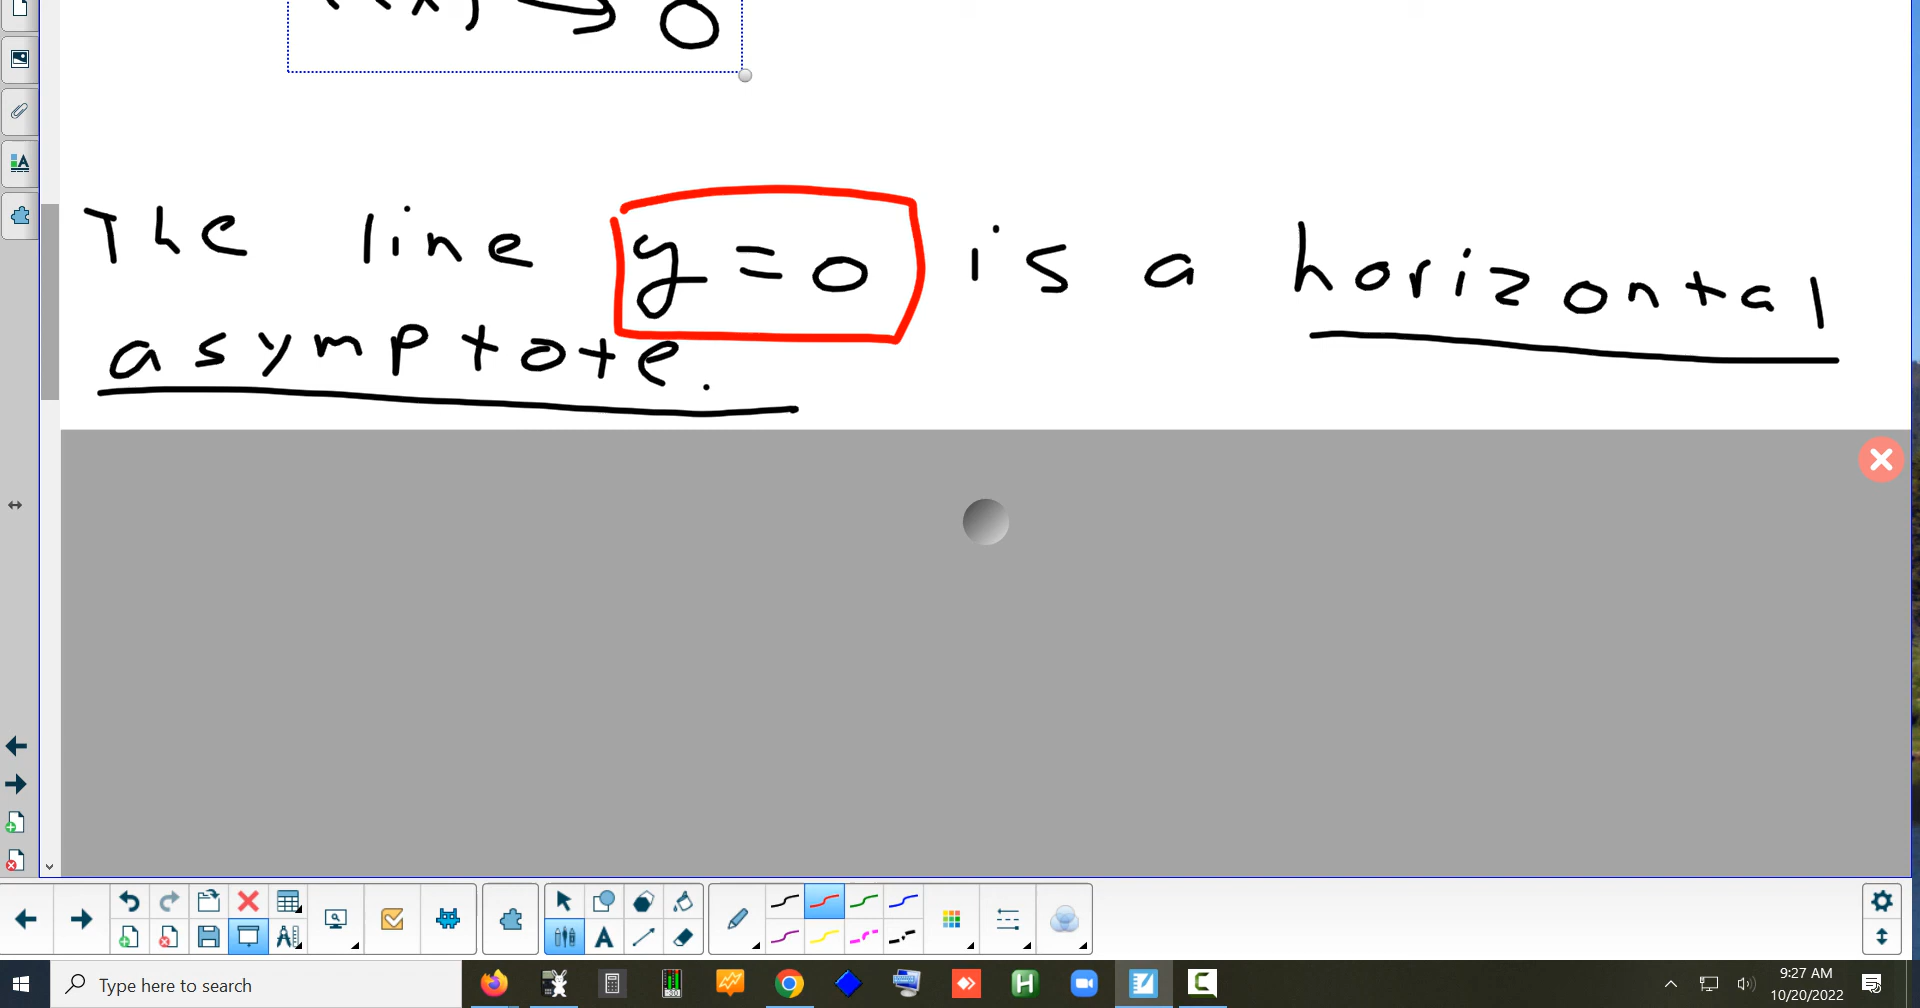 The line y = 0 is a horizontal
asymptote.
Type here to search
9:27 AM
10/20/2022